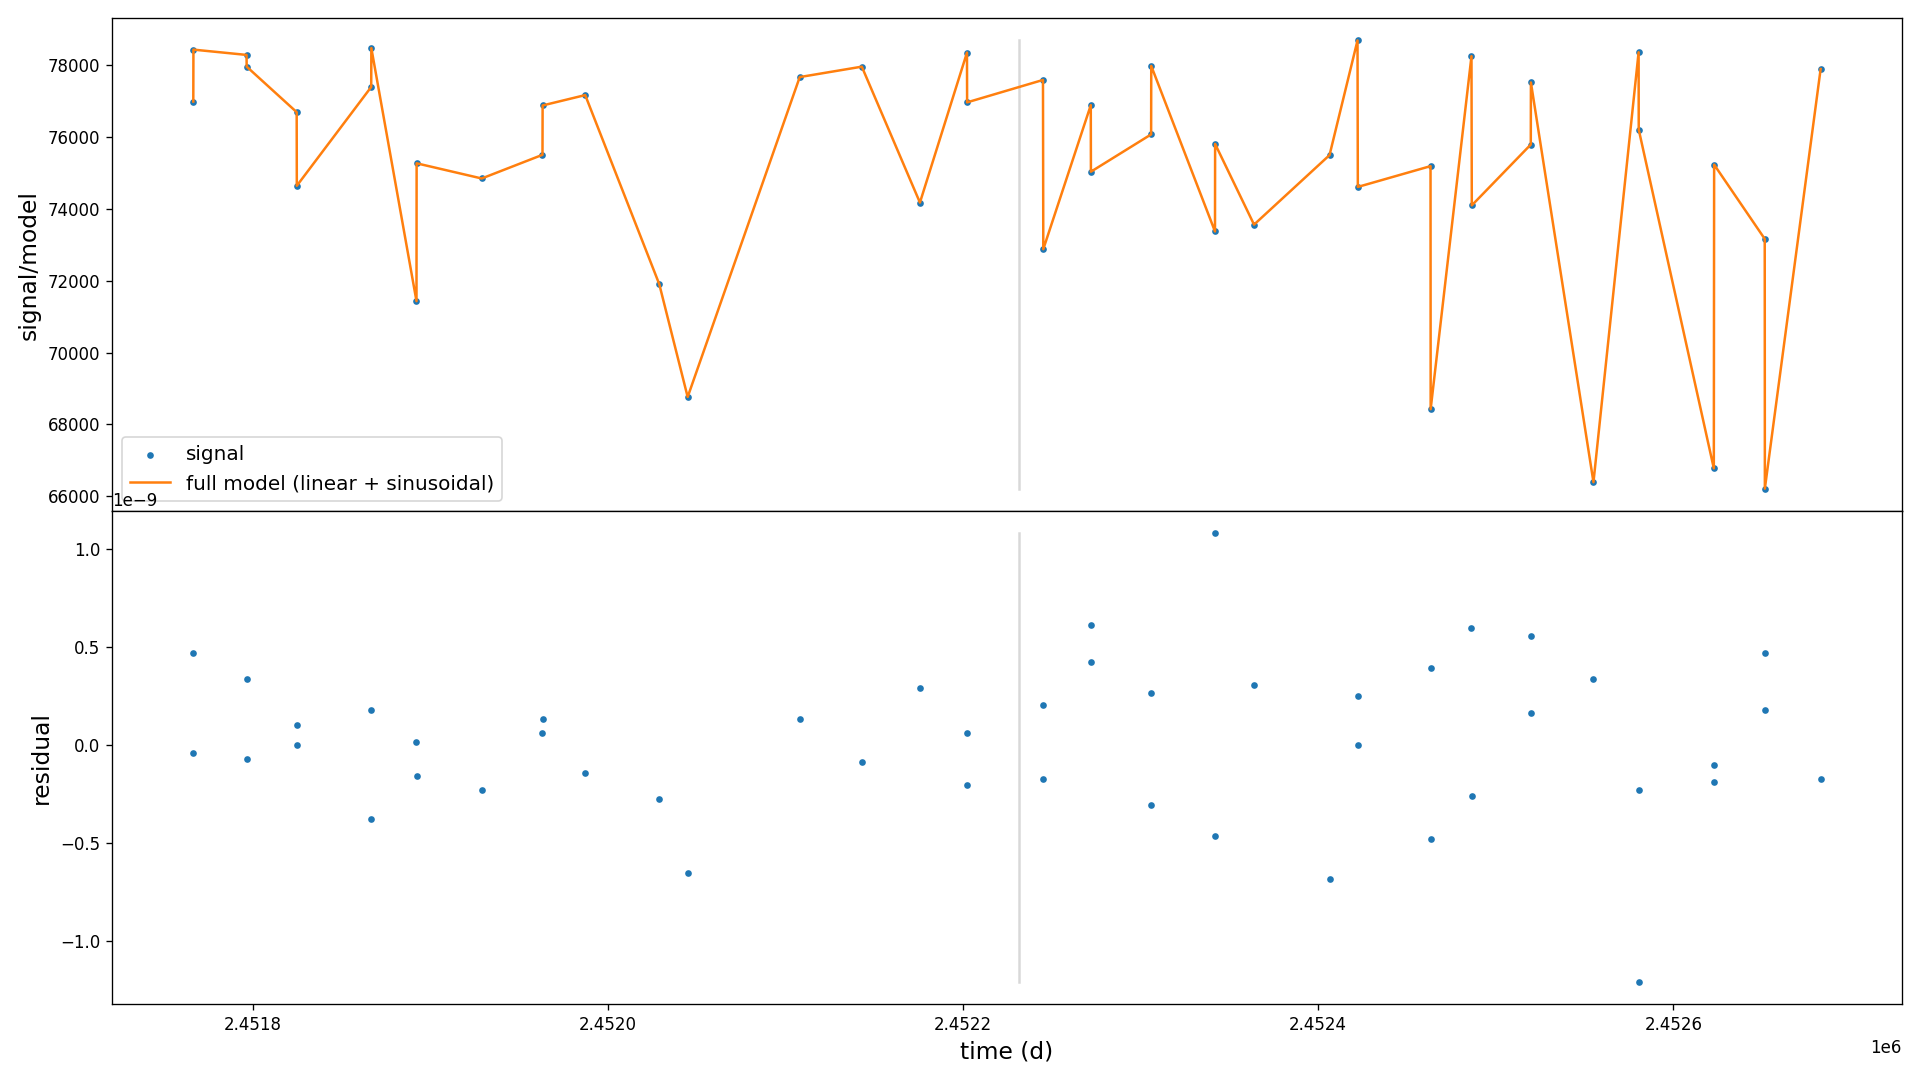 signal/model
78000
76000
74000
72000
70000
68000
66000
signal
full model (linear + sinusoidal)
1e−9
residual
1.0
0.5
0.0
−0.5
−1.0
2.4518
2.4520
2.4522
2.4524
2.4526
time (d)
1e6